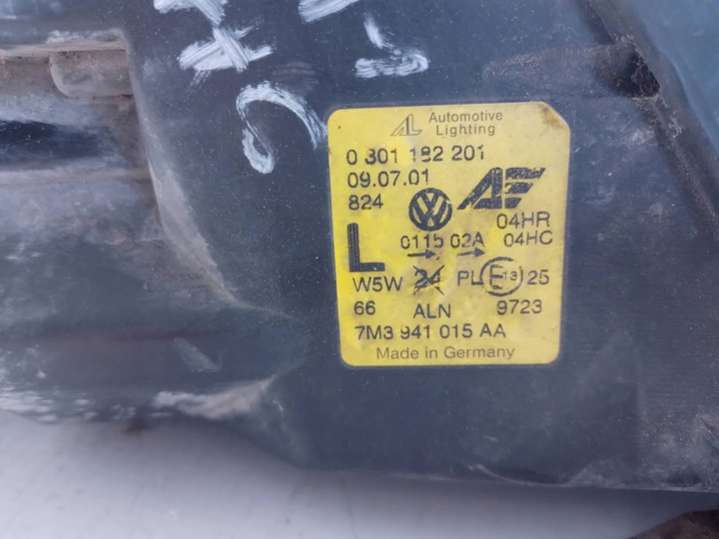 AL Automotive
Lighting
0 301 182 201
09.07.01
824
04HR
L 0115 02A 04HC
W5W 24 PL E13 25
66 ALN 9723
7M3 941 015 AA
Made in Germany